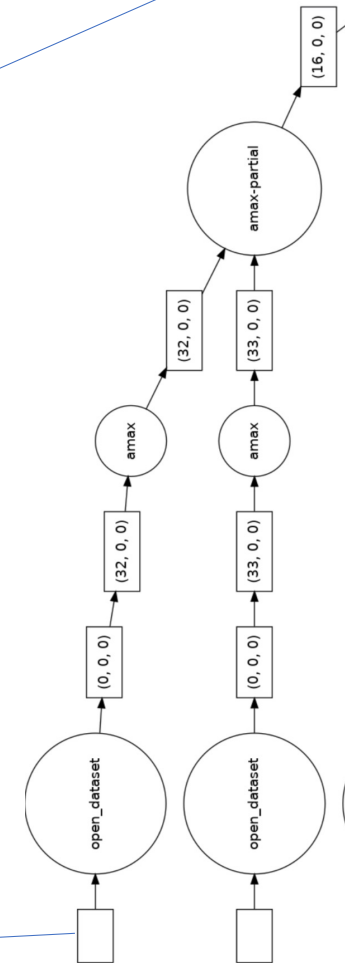 (16, 0, 0)
amax-partial
(32, 0, 0)
(33, 0, 0)
amax
amax
(32, 0, 0)
(33, 0, 0)
(0, 0, 0)
(0, 0, 0)
open_dataset
open_dataset